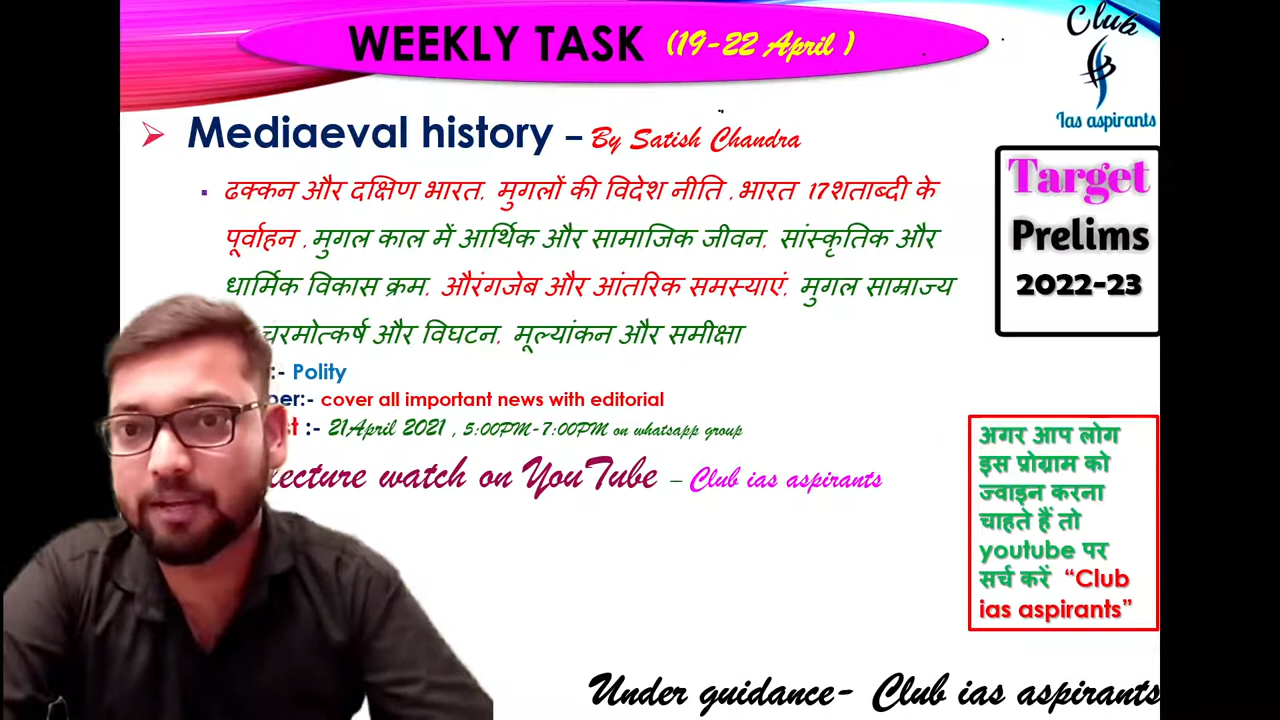 WEEKLY TASK (19-22 April )
Club
Ias aspirants
Mediaeval history – By Satish Chandra
ढक्कन और दक्षिण भारत, मुगलों की विदेश नीति ,भारत 17शताब्दी के
पूर्वाहन ,मुगल काल में आर्थिक और सामाजिक जीवन, सांस्कृतिक और
धार्मिक विकास क्रम, औरंगजेब और आंतरिक समस्याएं, मुगल साम्राज्य
चरमोत्कर्ष और विघटन, मूल्यांकन और समीक्षा
:- Polity
:- cover all important news with editorial
:- 21April 2021 , 5:00PM-7:00PM on whatsapp group
lecture watch on YouTube – Club ias aspirants
Target
Prelims
2022-23
अगर आप लोग
इस प्रोग्राम को
ज्वाइन करना
चाहते हैं तो
youtube पर
सर्च करें “Club
ias aspirants”
Under guidance- Club ias aspirants